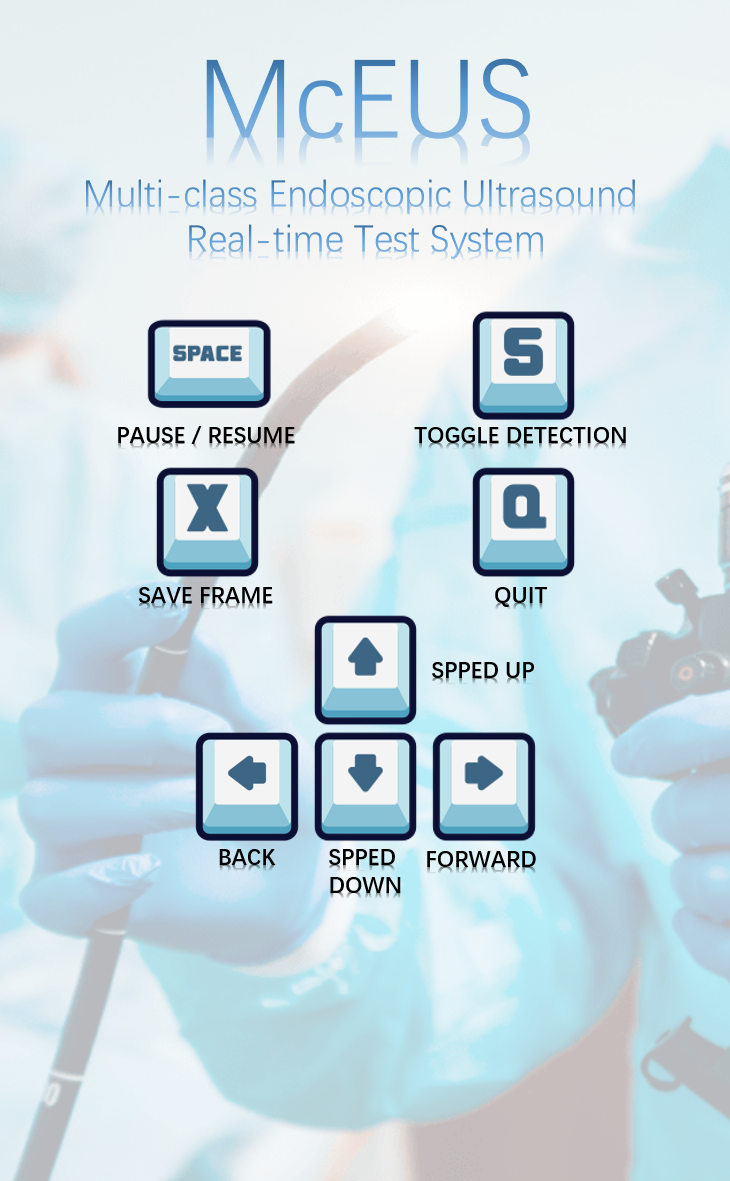 McEUS
Multi-class Endoscopic Ultrasound
Real-time Test System
SPACE
S
PAUSE / RESUME
TOGGLE DETECTION
X
Q
SAVE FRAME
QUIT
SPPED UP
BACK
SPPED
DOWN
FORWARD
0